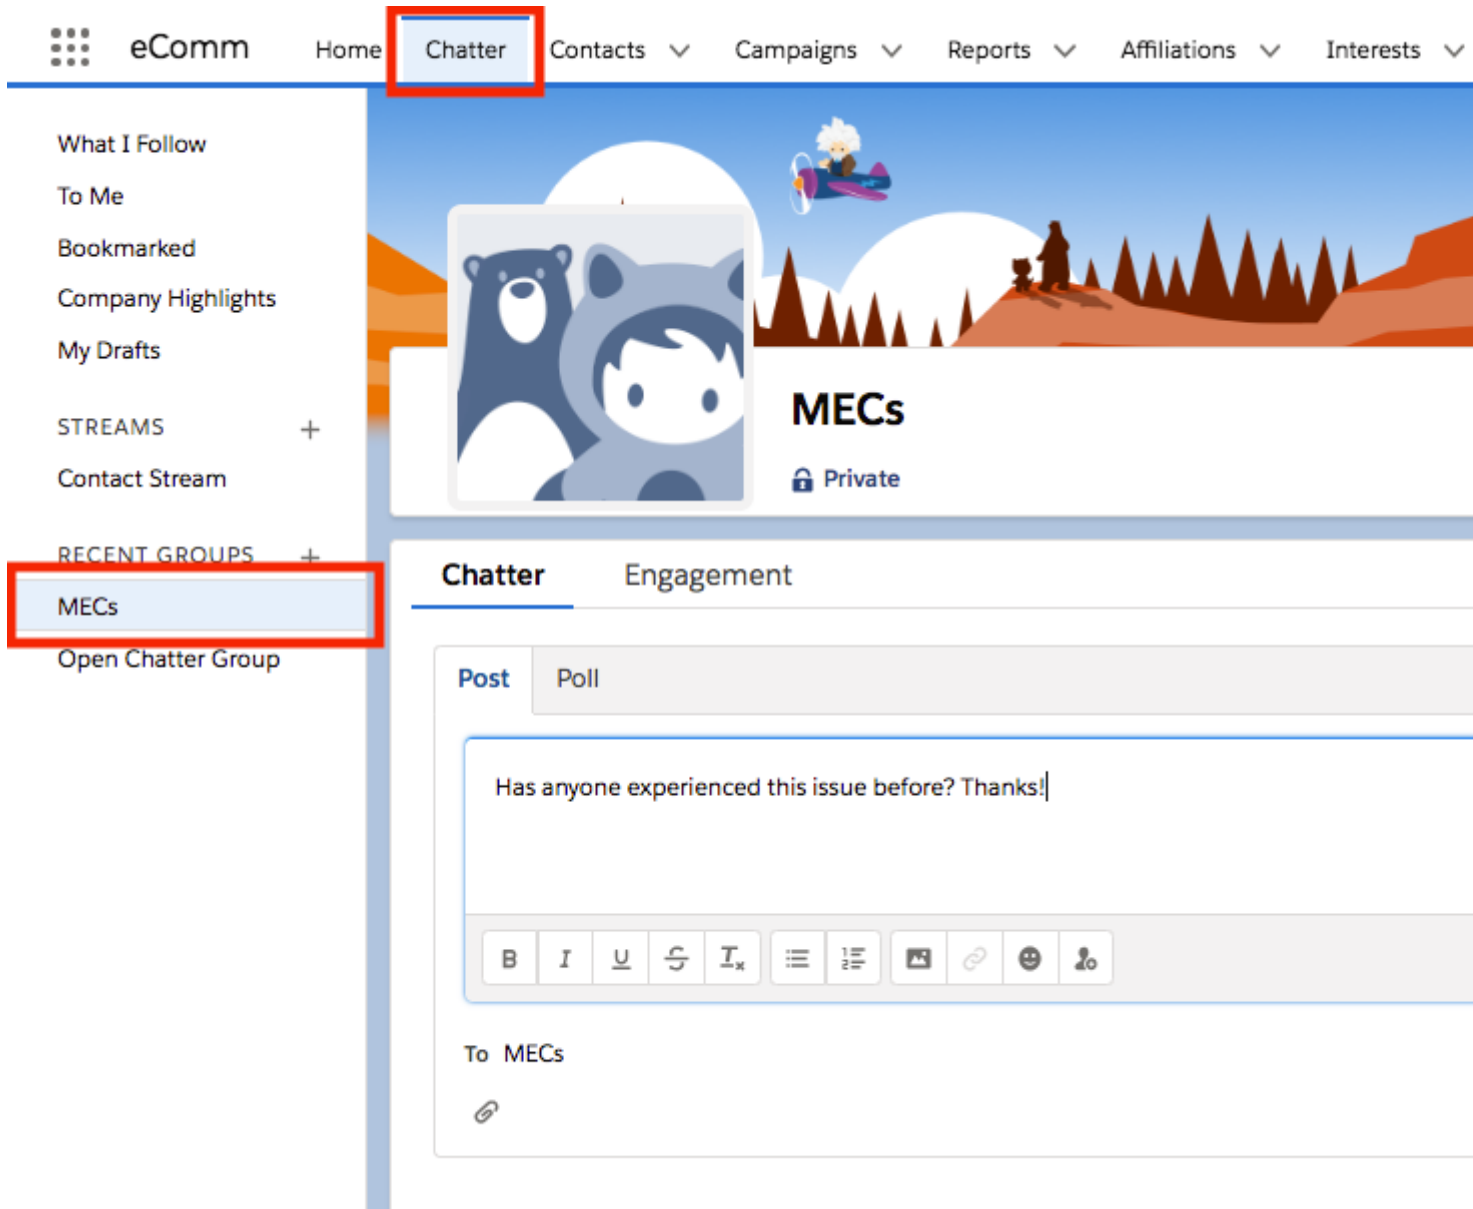 eComm Home Chatter Contacts Campaigns Reports Affiliations Interests
What I Follow
To Me
Bookmarked
Company Highlights
My Drafts
STREAMS +
Contact Stream
RECENT GROUPS +
MECs
Open Chatter Group
MECs
Private
Chatter Engagement
Post Poll
Has anyone experienced this issue before? Thanks!
To MECs